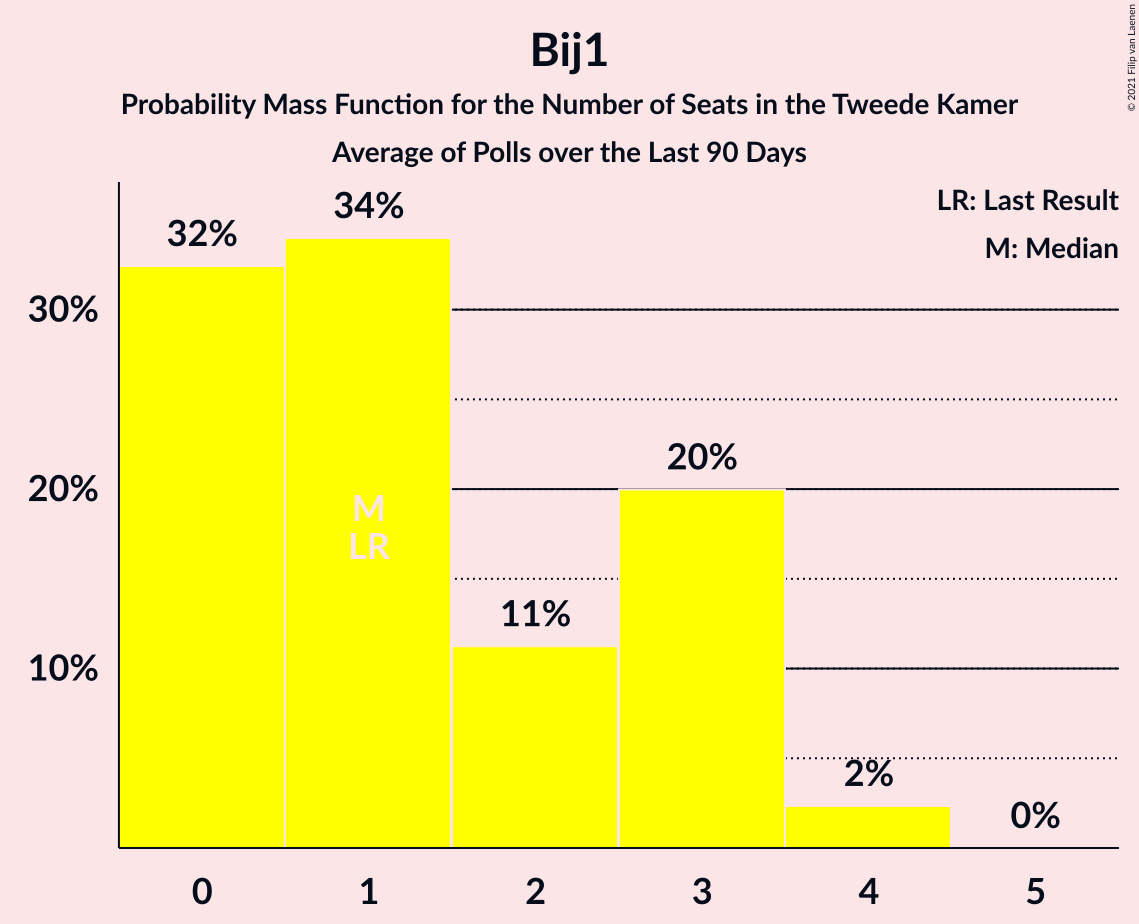 Bij1
Probability Mass Function for the Number of Seats in the Tweede Kamer
Average of Polls over the Last 90 Days
© 2021 Filip van Laenen
LR: Last Result
M: Median
32%
34%
11%
20%
2%
0%
M
LR
30%
20%
10%
0 1 2 3 4 5